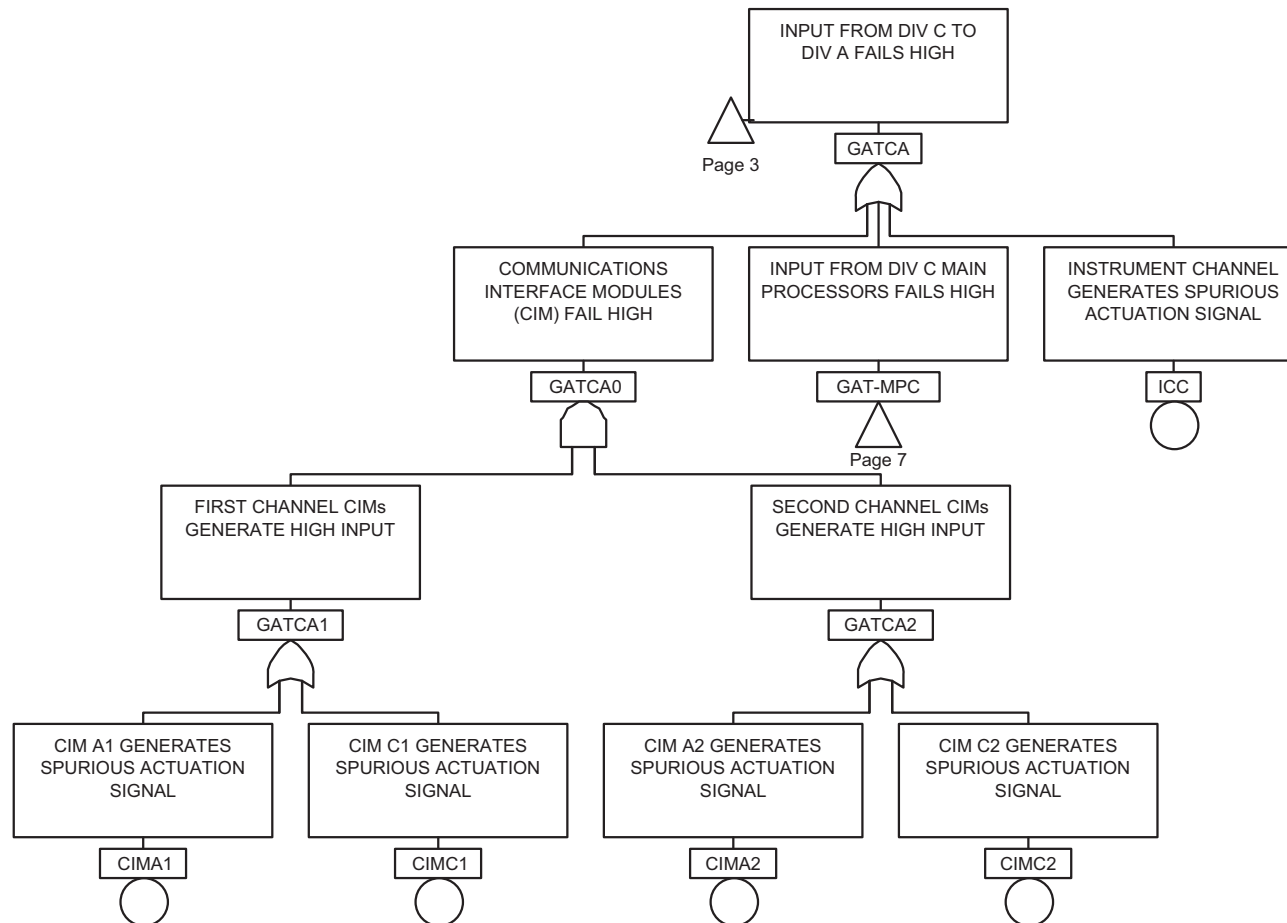 INPUT FROM DIV C TO
DIV A FAILS HIGH
Page 3
GATCA
COMMUNICATIONS
INTERFACE MODULES
(CIM) FAIL HIGH
INPUT FROM DIV C MAIN
PROCESSORS FAILS HIGH
INSTRUMENT CHANNEL
GENERATES SPURIOUS
ACTUATION SIGNAL
GATCA0
GAT-MPC
ICC
Page 7
FIRST CHANNEL CIMs
GENERATE HIGH INPUT
SECOND CHANNEL CIMs
GENERATE HIGH INPUT
GATCA1
GATCA2
CIM A1 GENERATES
SPURIOUS ACTUATION
SIGNAL
CIM C1 GENERATES
SPURIOUS ACTUATION
SIGNAL
CIM A2 GENERATES
SPURIOUS ACTUATION
SIGNAL
CIM C2 GENERATES
SPURIOUS ACTUATION
SIGNAL
CIMA1
CIMC1
CIMA2
CIMC2